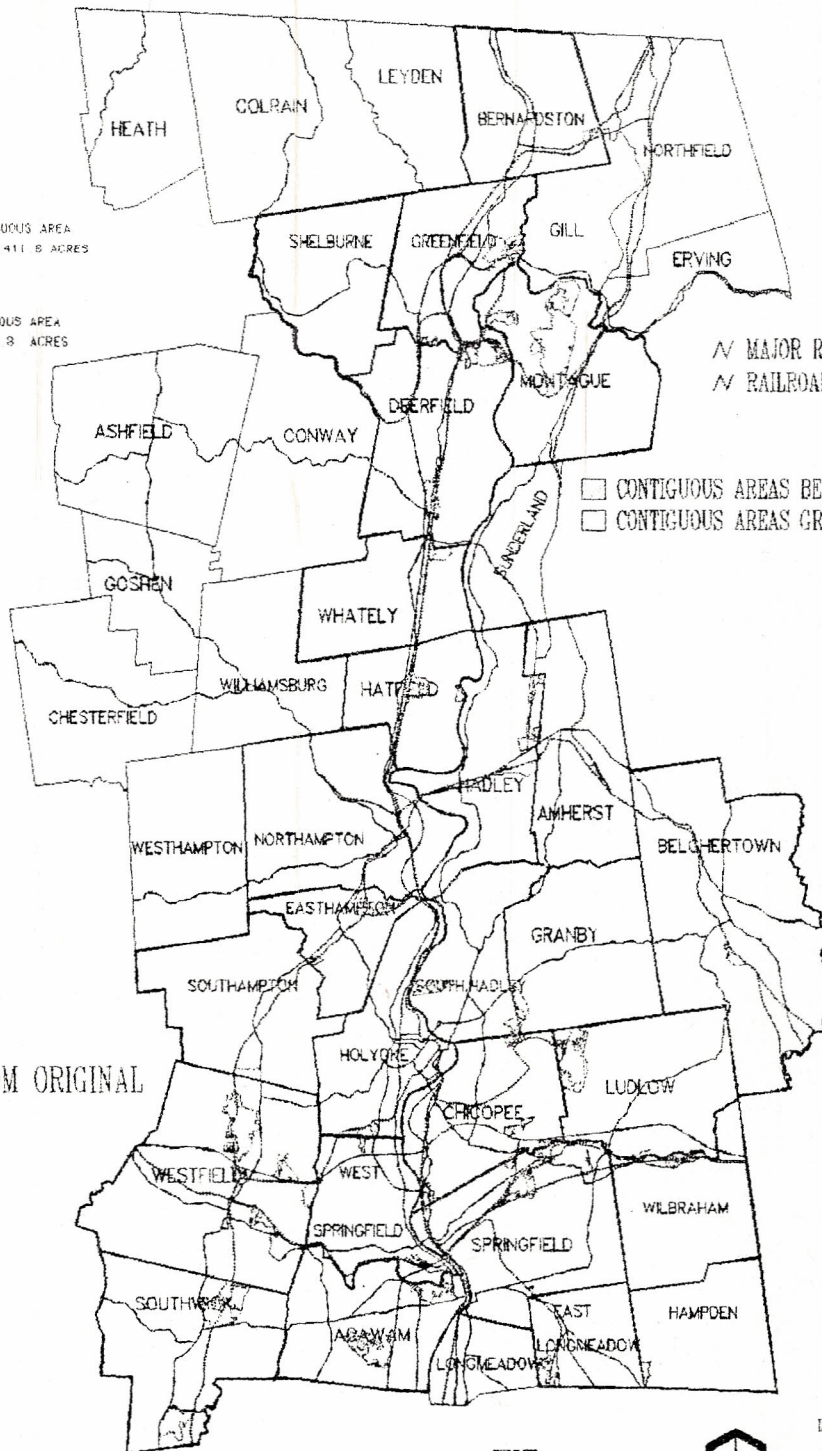 HEATH
COLRAIN
LEYDEN
BERNARDSTON
NORTHFIELD
UOUS AREA
411 8 ACRES
SHELBURNE
GREENFIELD
GILL
ERVING
OUS AREA
8 ACRES
MAJOR R
RAILROA
ASHFIELD
CONWAY
DEERFIELD
MONTAGUE
CONTIGUOUS AREAS BE
CONTIGUOUS AREAS GR
SUNDERLAND
GOSHEN
WHATELY
CHESTERFIELD
WILLIAMSBURG
HATFIELD
HADLEY
AMHERST
WESTHAMPTON
NORTHAMPTON
BELCHERTOWN
EASTHAMPTON
GRANBY
SOUTHAMPTON
SOUTH HADLEY
HOLYOKE
M ORIGINAL
CHICOPEE
LUDLOW
WESTFIELD
WEST
SPRINGFIELD
SPRINGFIELD
WILBRAHAM
SOUTHWICK
AGAWAM
LONGMEADOW
EAST
LONGMEADOW
HAMPDEN